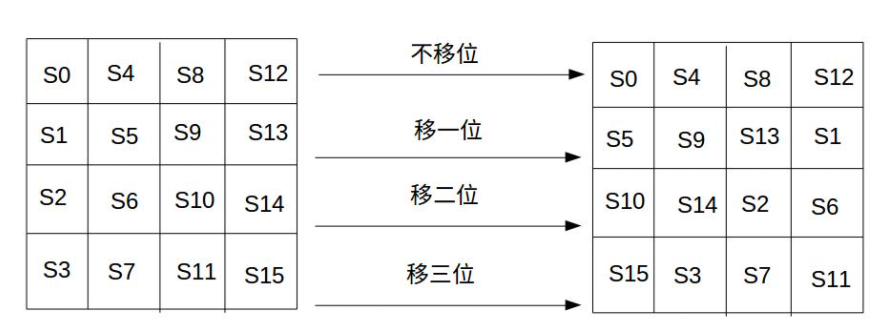 S0 S4 S8 S12 不移位 S0 S4 S8 S12
S1 S5 S9 S13 移一位 S5 S9 S13 S1
S2 S6 S10 S14 移二位 S10 S14 S2 S6
S3 S7 S11 S15 移三位 S15 S3 S7 S11